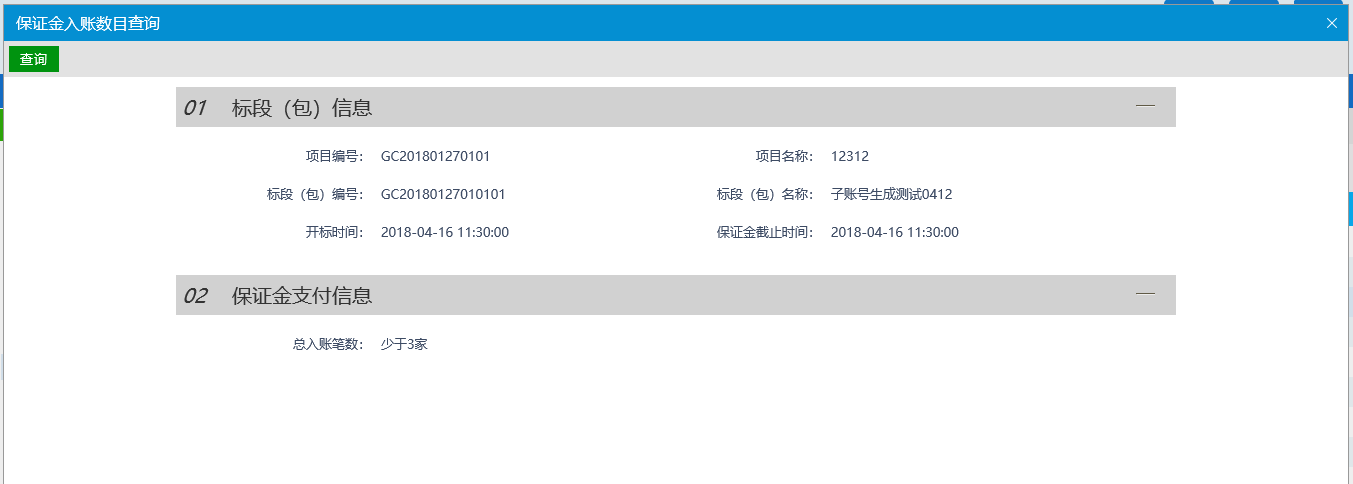 保证金入账数目查询
查询
01 标段（包）信息
项目编号： GC201801270101 项目名称： 12312
标段（包）编号： GC20180127010101 标段（包）名称： 子账号生成测试0412
开标时间： 2018-04-16 11:30:00 保证金截止时间： 2018-04-16 11:30:00
02 保证金支付信息
总入账笔数： 少于3家